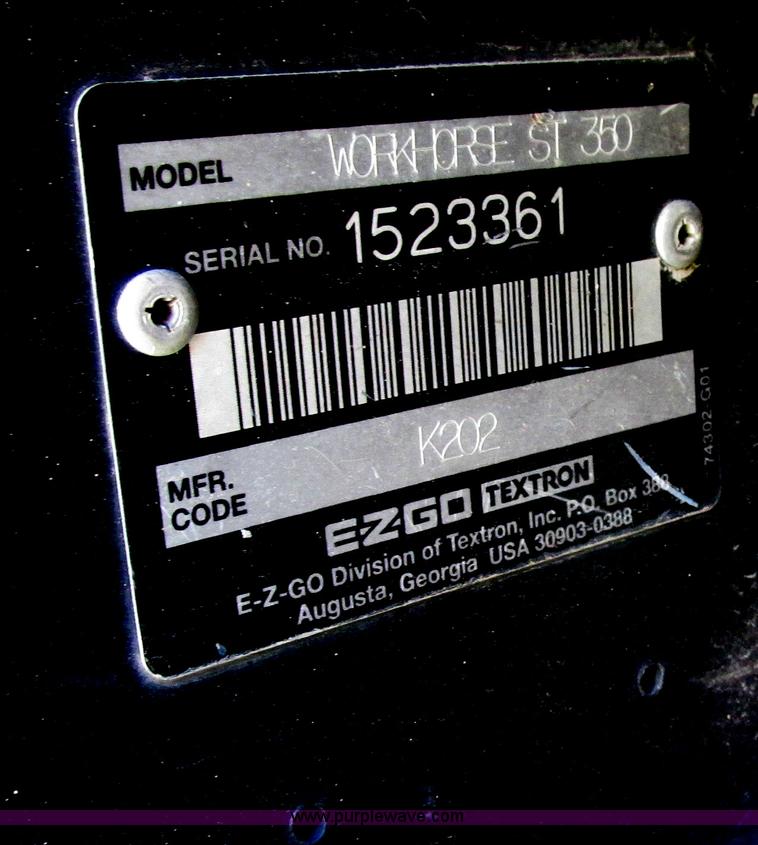 MODEL WORKHORSE ST 350
SERIAL NO. 1523361
MFR. CODE K202
74302-G01
E-Z-GO TEXTRON
E-Z-GO Division of Textron, Inc. P.O. Box 388
Augusta, Georgia USA 30903-0388
www.purplewave.com